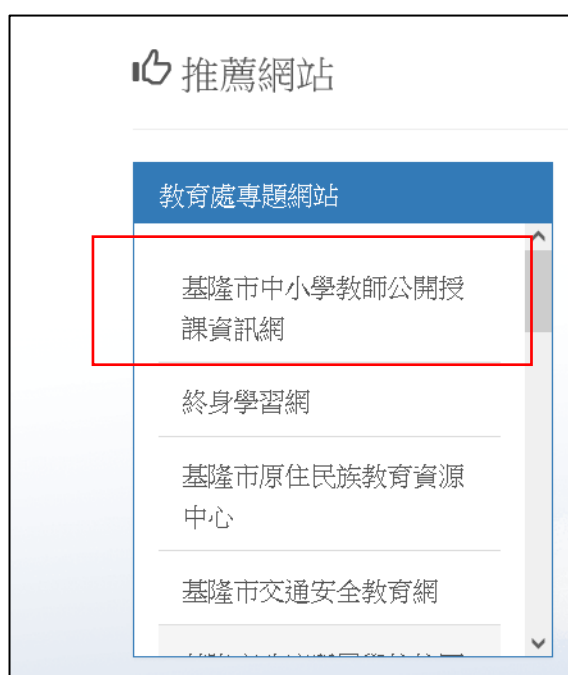 推薦網站
教育處專題網站
基隆市中小學教師公開授
課資訊網
終身學習網
基隆市原住民族教育資源
中心
基隆市交通安全教育網